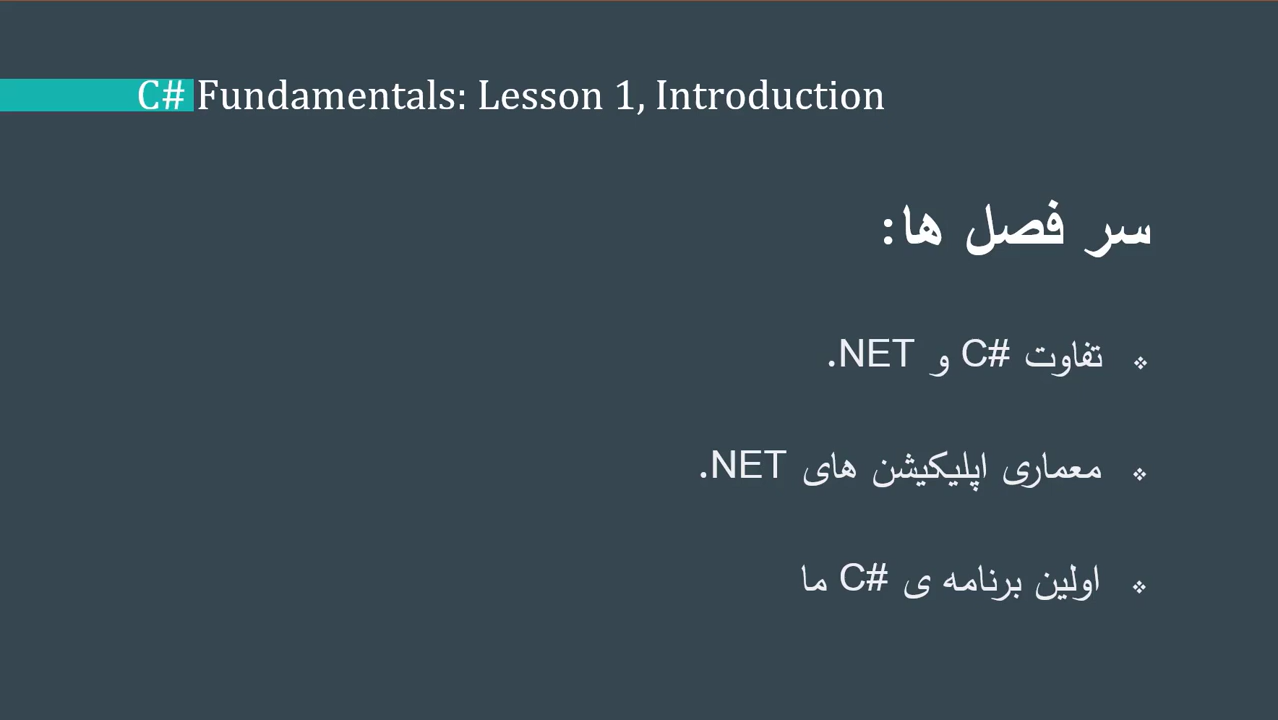 C# Fundamentals: Lesson 1, Introduction
سر فصل ها:
❖ تفاوت C# و .NET
❖ معماری اپلیکیشن های .NET
❖ اولین برنامه ی C# ما